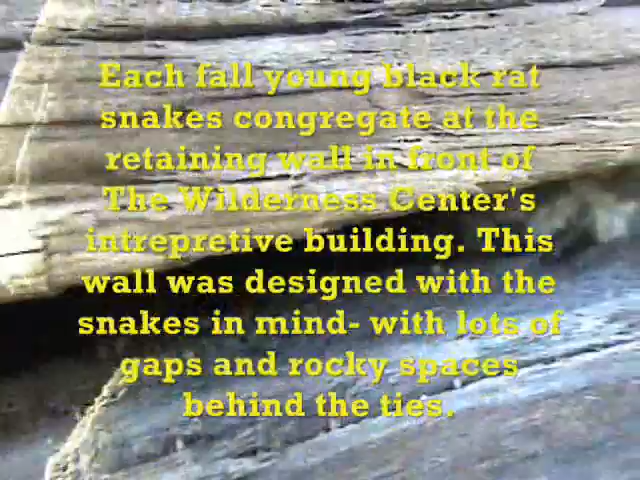 Each fall young black rat
snakes congregate at the
retaining wall in front of
The Wilderness Center's
intrepretive building. This
wall was designed with the
snakes in mind- with lots of
gaps and rocky spaces
behind the ties.